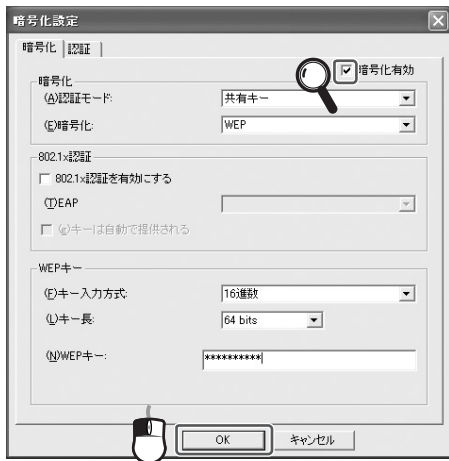 暗号化設定
暗号化 認証
暗号化有効
暗号化
(A)認証モード: 共有キー
(E)暗号化: WEP
802.1x認証
802.1x認証を有効にする
(T)EAP
(K)キーは自動で提供される
WEPキー
(F)キー入力方式: 16進数
(L)キー長: 64 bits
(N)WEPキー: **********
OK キャンセル